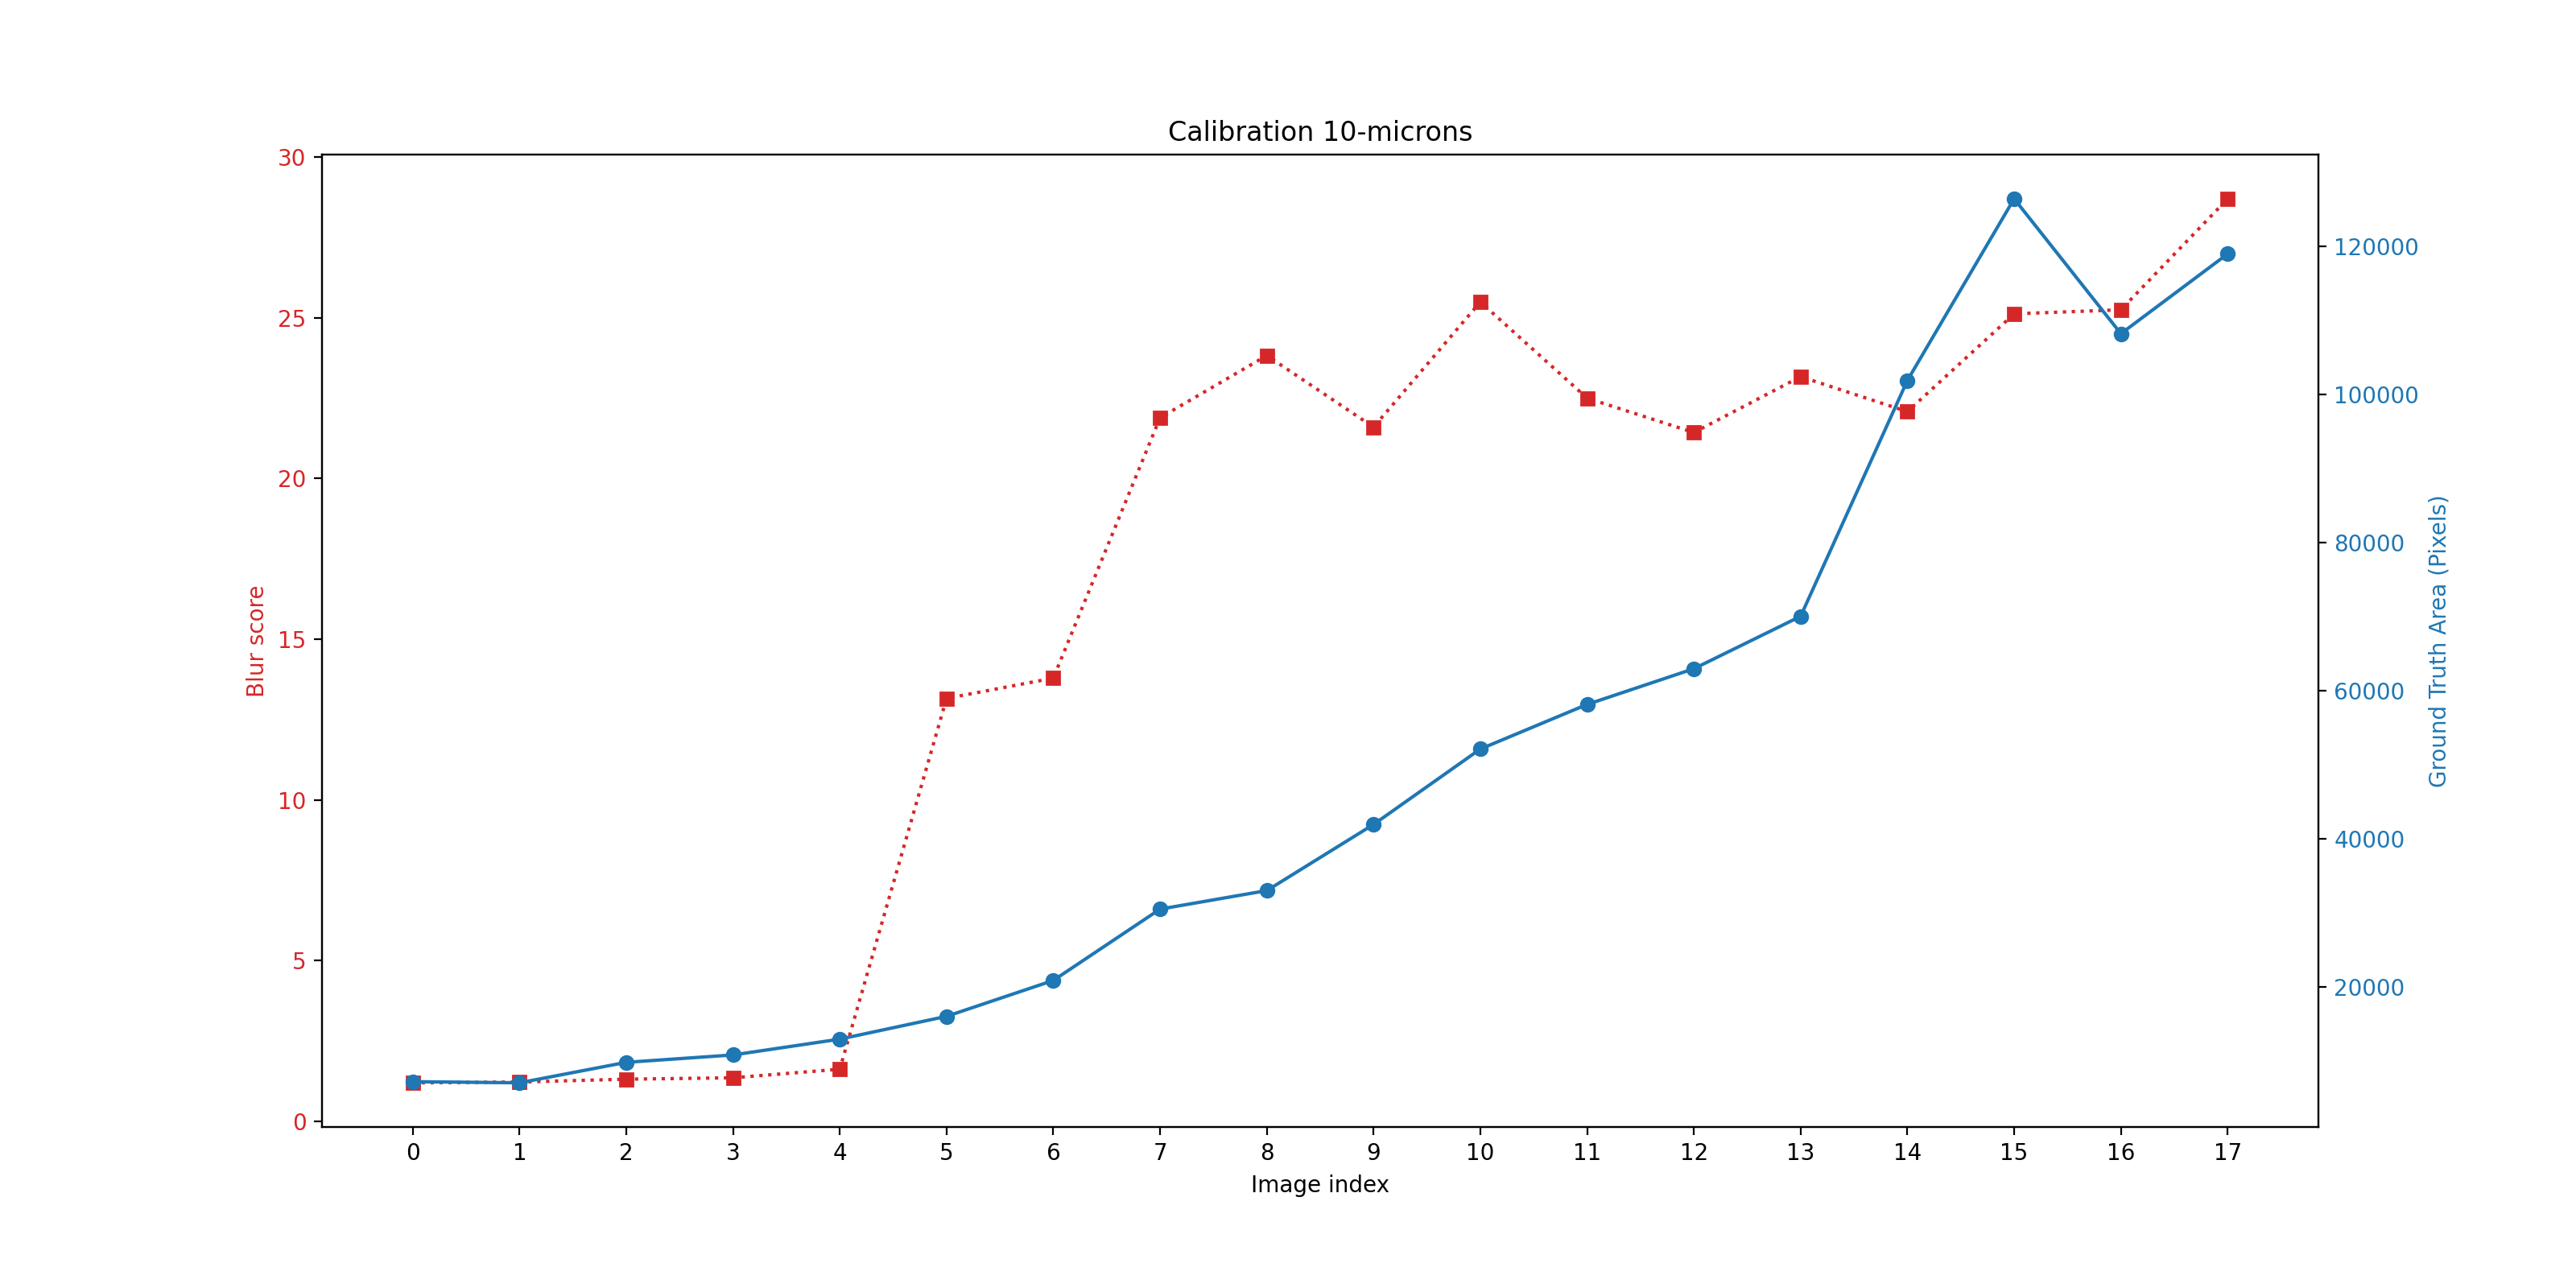 Calibration 10-microns
30
25
20
15
10
5
0
Blur score
120000
100000
80000
60000
40000
20000
Ground Truth Area (Pixels)
0 1 2 3 4 5 6 7 8 9 10 11 12 13 14 15 16 17
Image index